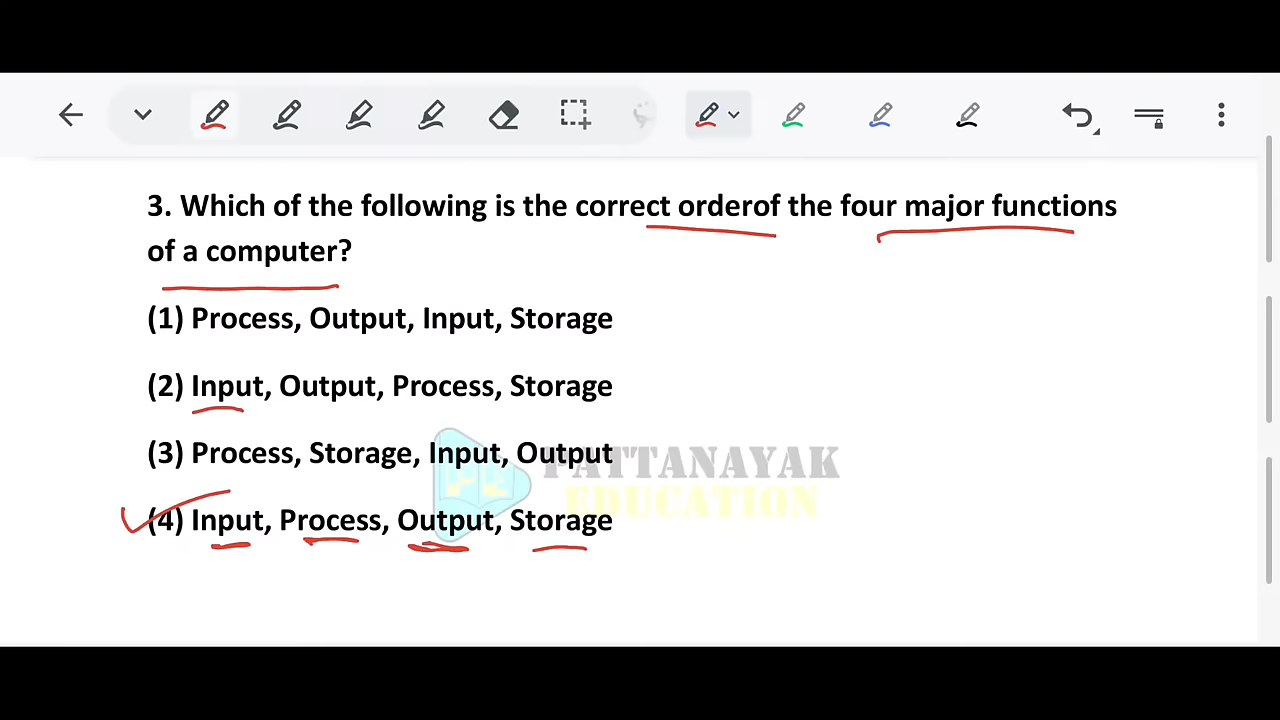 3. Which of the following is the correct orderof the four major functions
of a computer?
(1) Process, Output, Input, Storage
(2) Input, Output, Process, Storage
(3) Process, Storage, Input, Output
PATTANAYAK
EDUCATION
(4) Input, Process, Output, Storage